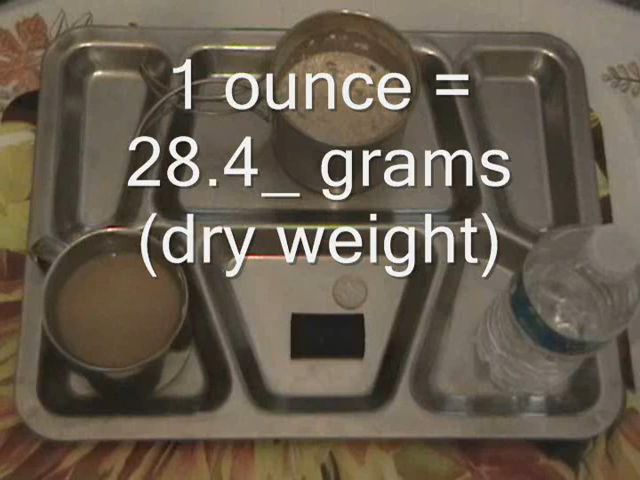 1 ounce =
28.4_ grams
(dry weight)